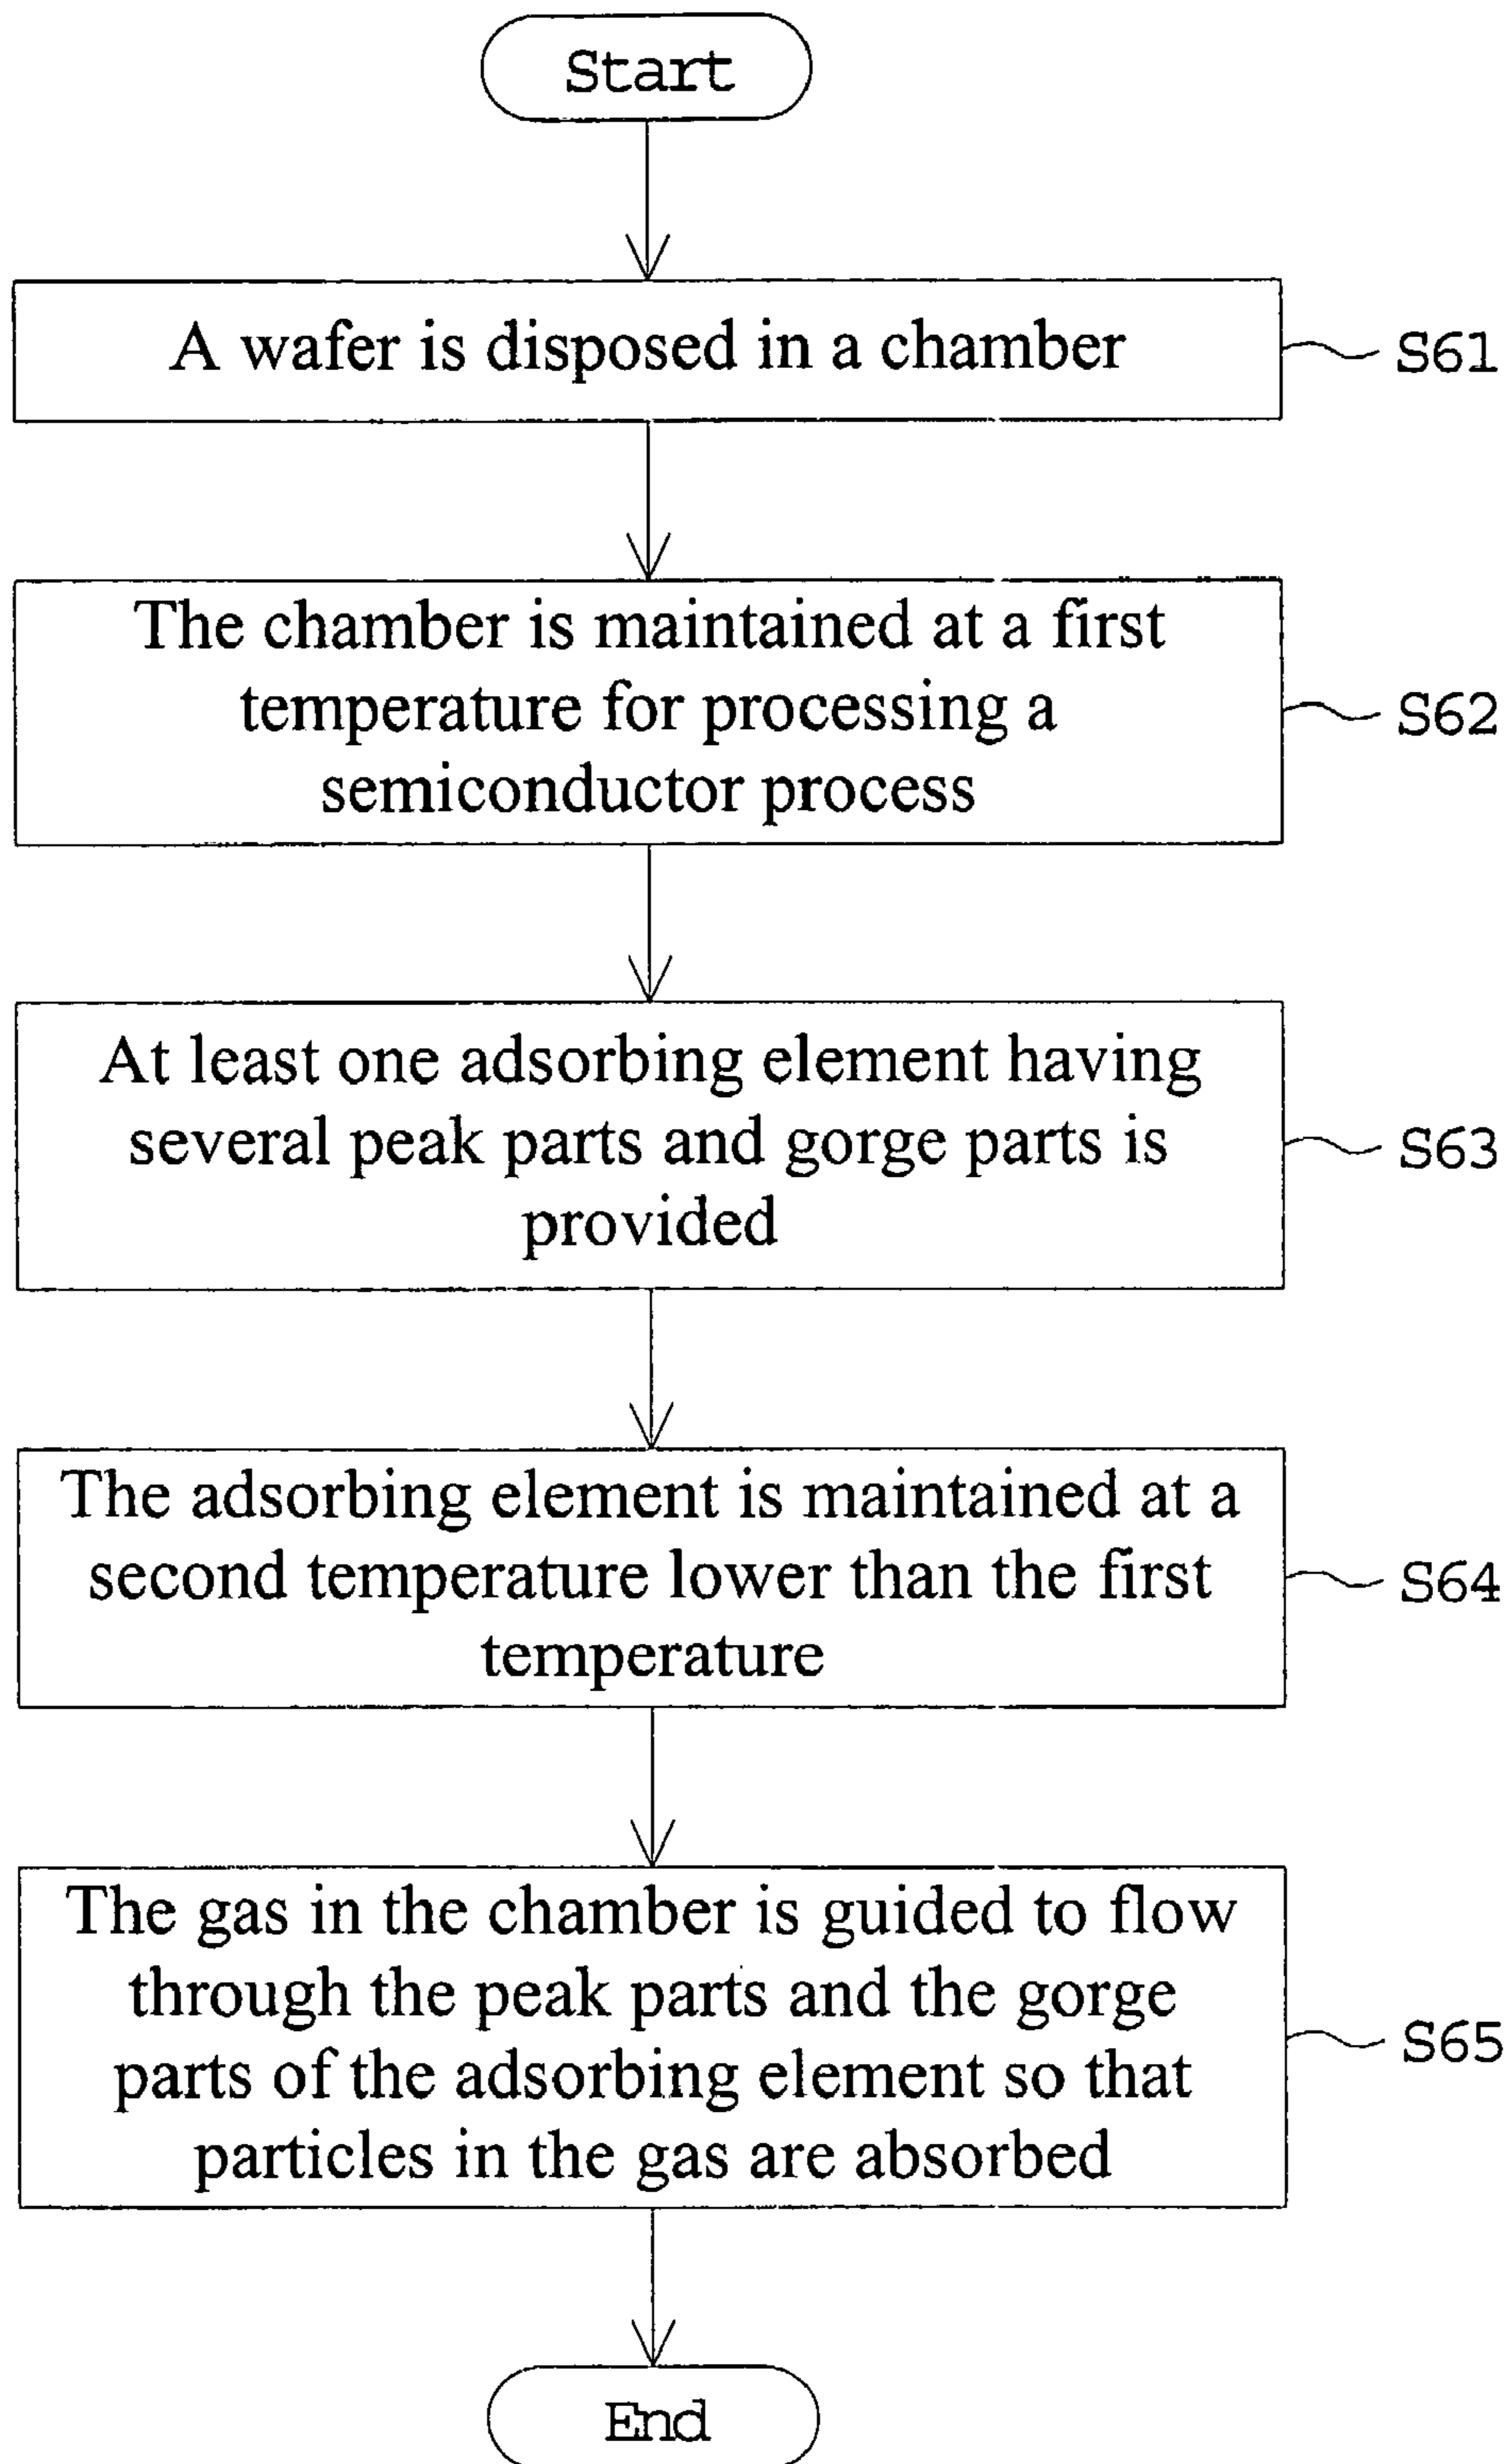 Start
A wafer is disposed in a chamber
S61
The chamber is maintained at a first
temperature for processing a
semiconductor process
S62
At least one adsorbing element having
several peak parts and gorge parts is
provided
S63
The adsorbing element is maintained at a
second temperature lower than the first
temperature
S64
The gas in the chamber is guided to flow
through the peak parts and the gorge
parts of the adsorbing element so that
particles in the gas are absorbed
S65
End